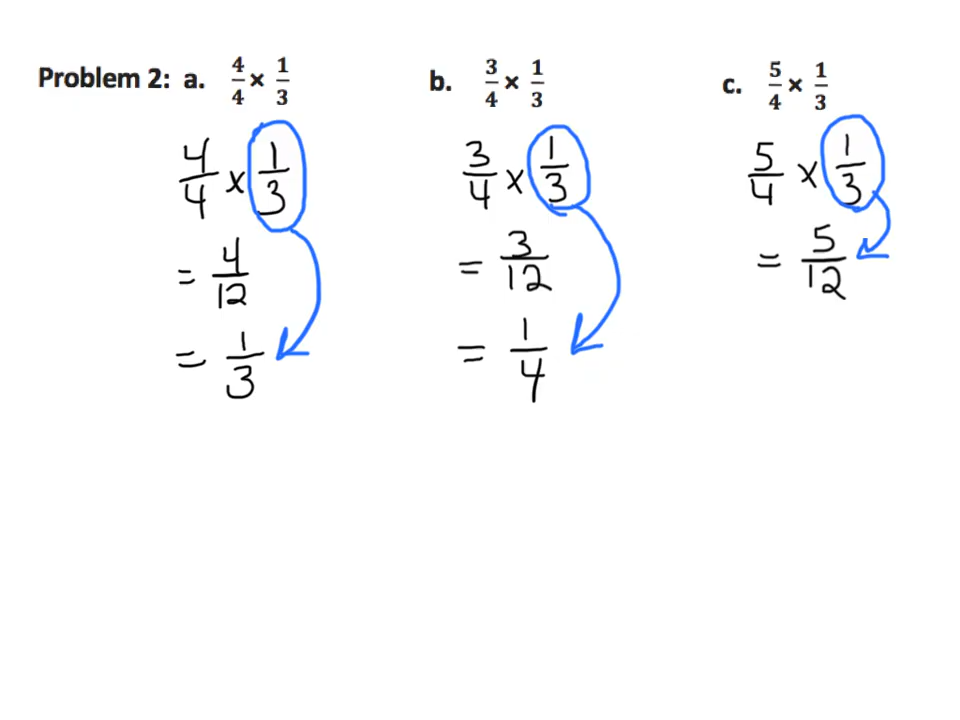 Problem 2: a. 4/4 × 1/3
4/4 × 1/3
= 4/12
= 1/3
b. 3/4 × 1/3
3/4 × 1/3
= 3/12
= 1/4
c. 5/4 × 1/3
5/4 × 1/3
= 5/12